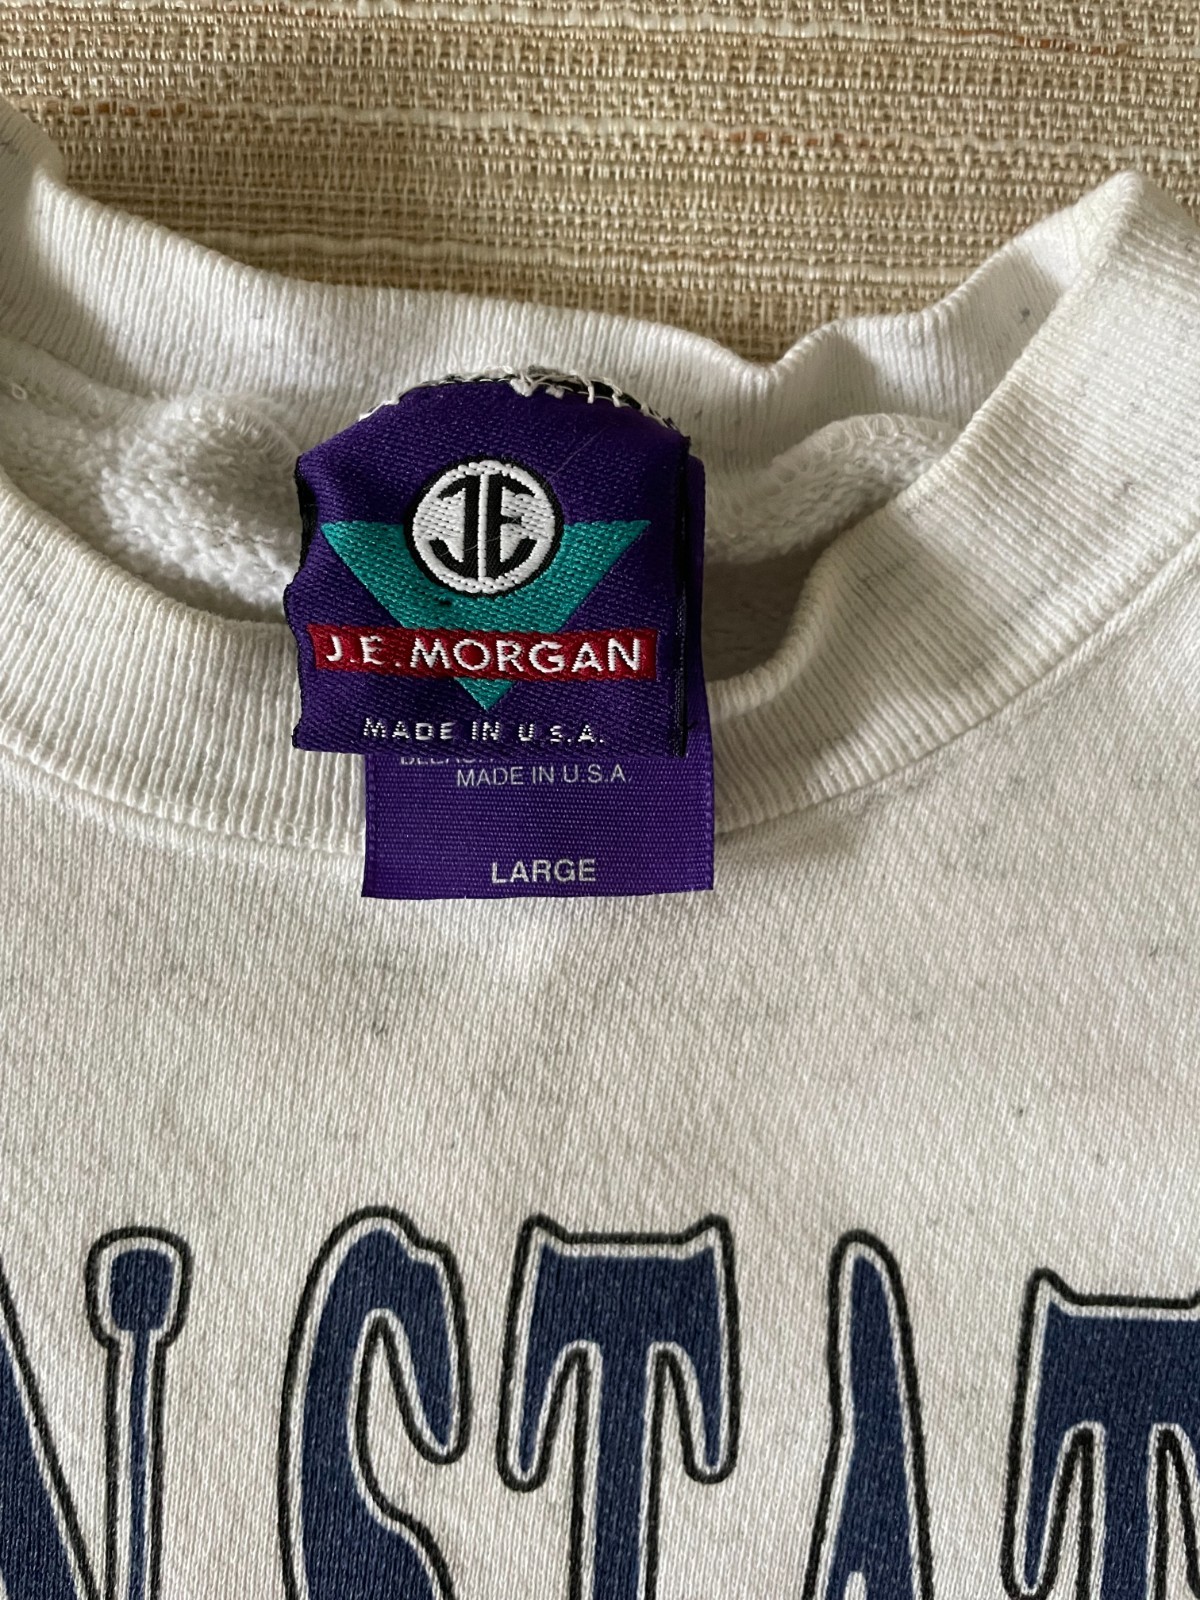 JE
J.E. MORGAN
MADE IN U.S.A.
MADE IN U.S.A.
LARGE
N STAT